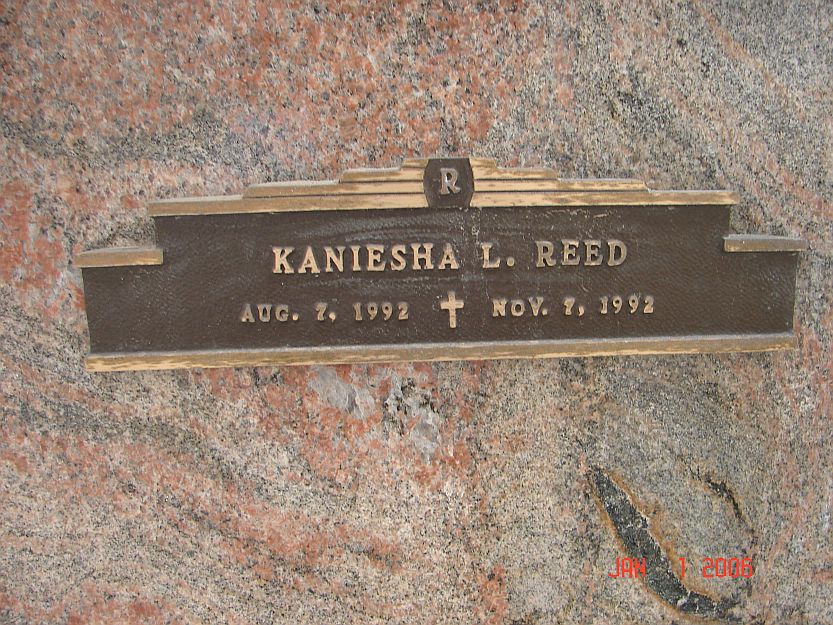 R
KANIESHA L. REED
AUG. 7, 1992 NOV. 7, 1992
JAN 1 2006